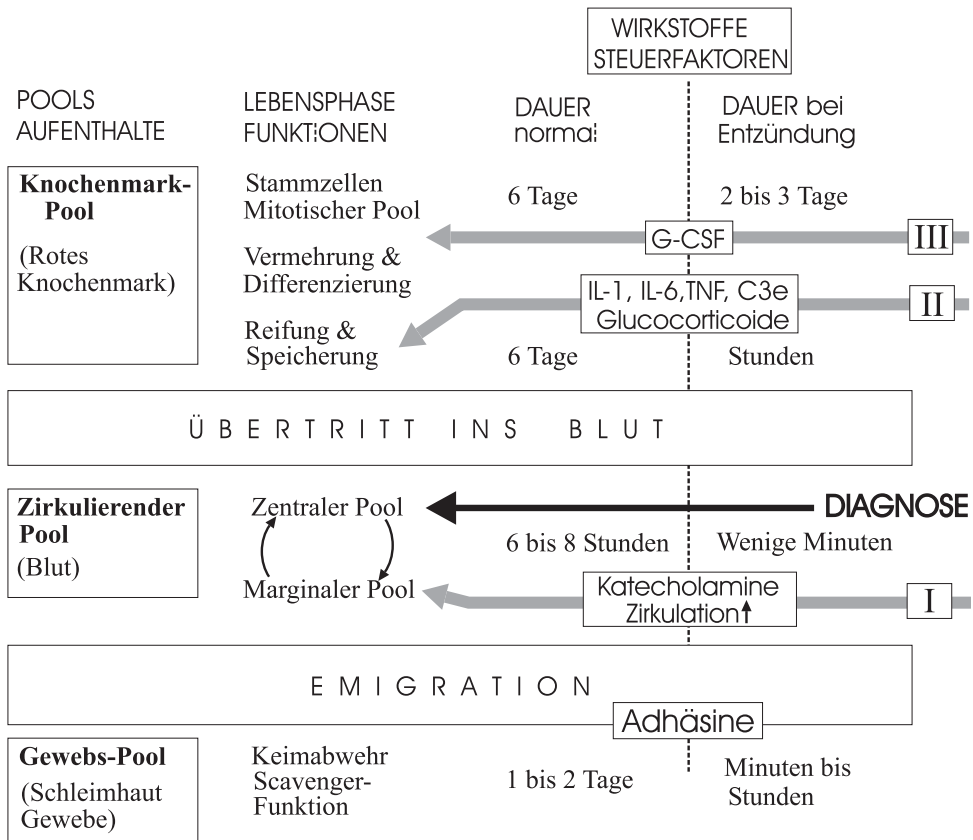 WIRKSTOFFE
STEUERFAKTOREN
POOLS
AUFENTHALTE
LEBENSPHASE
FUNKTIONEN
DAUER
normal
DAUER bei
Entzündung
Knochenmark-
Pool
(Rotes
Knochenmark)
Stammzellen
Mitotischer Pool
6 Tage
2 bis 3 Tage
G-CSF
III
Vermehrung &
Differenzierung
IL-1, IL-6,TNF, C3e
Glucocorticoide
II
Reifung &
Speicherung
6 Tage
Stunden
ÜBERTRITT INS BLUT
Zirkulierender
Pool
(Blut)
Zentraler Pool
DIAGNOSE
6 bis 8 Stunden
Wenige Minuten
Marginaler Pool
Katecholamine
Zirkulation
I
EMIGRATION
Adhäsine
Gewebs-Pool
(Schleimhaut
Gewebe)
Keimabwehr
Scavenger-
Funktion
1 bis 2 Tage
Minuten bis
Stunden